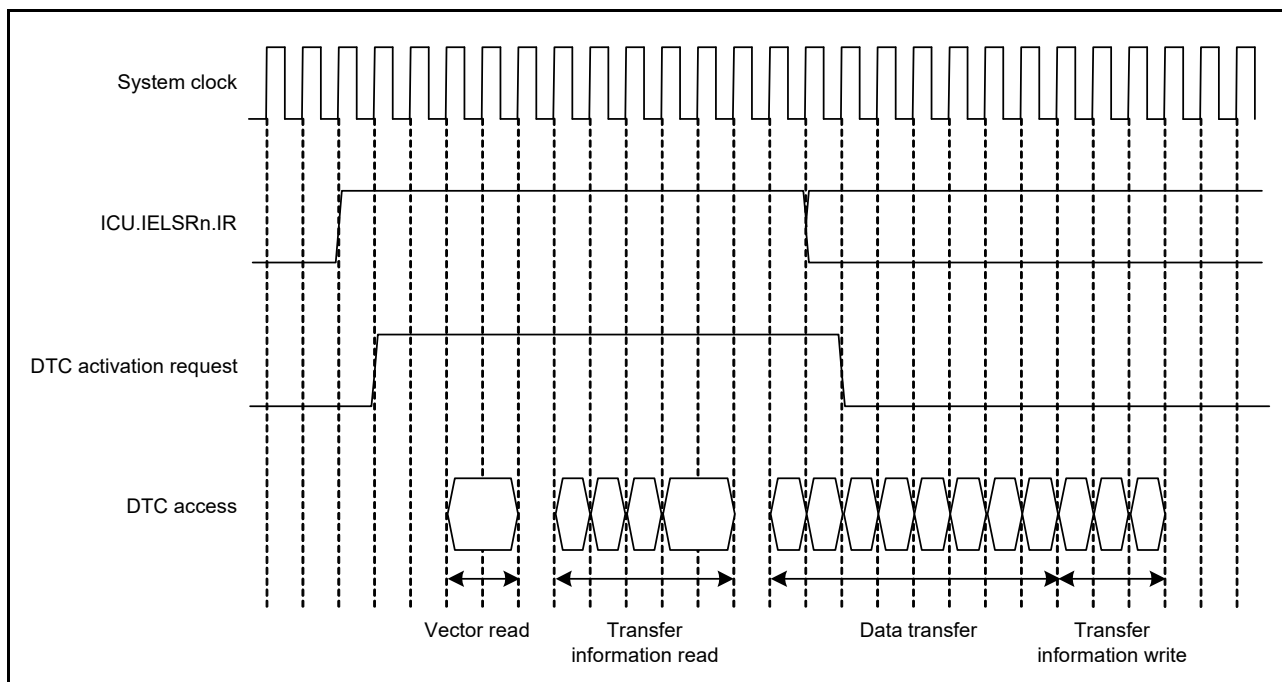 System clock
ICU.IELSRn.IR
DTC activation request
DTC access
Vector read
Transfer
information read
Data transfer
Transfer
information write